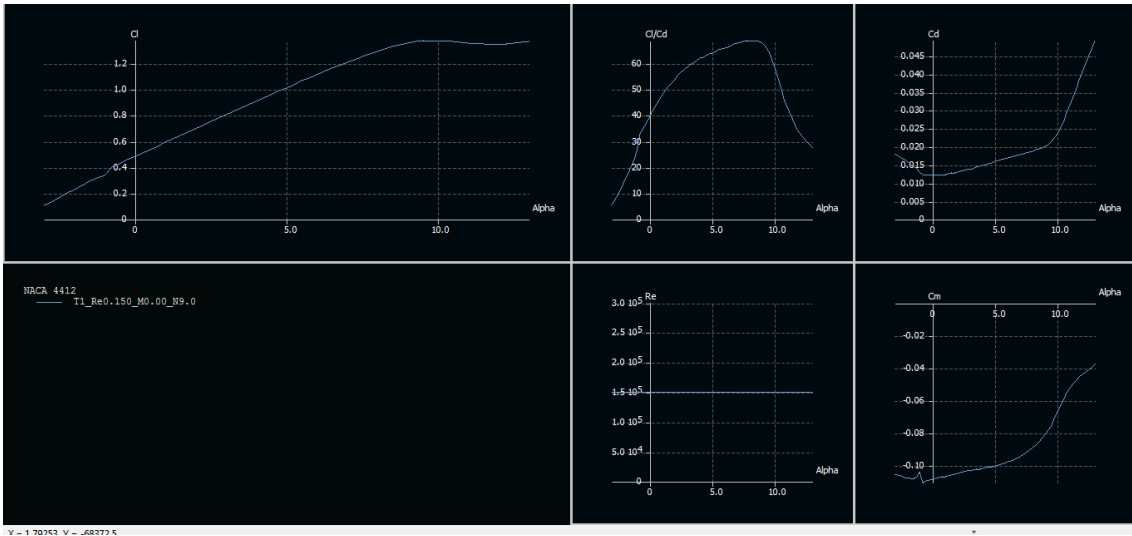 Cl
1.2
1.0
0.8
0.6
0.4
0.2
0
Alpha
0 5.0 10.0
Cl/Cd
60
50
40
30
20
10
0
Alpha
0 5.0 10.0
Cd
0.045
0.040
0.035
0.030
0.025
0.020
0.015
0.010
0.005
0
Alpha
0 5.0 10.0
NACA 4412
T1_Re0.150_M0.00_N9.0
Re
3.0 10⁵
2.5 10⁵
2.0 10⁵
1.5 10⁵
1.0 10⁵
5.0 10⁴
0
Alpha
0 5.0 10.0
Cm
Alpha
0 5.0 10.0
-0.02
-0.04
-0.06
-0.08
-0.10
X = 1.79253, Y = -68372.5